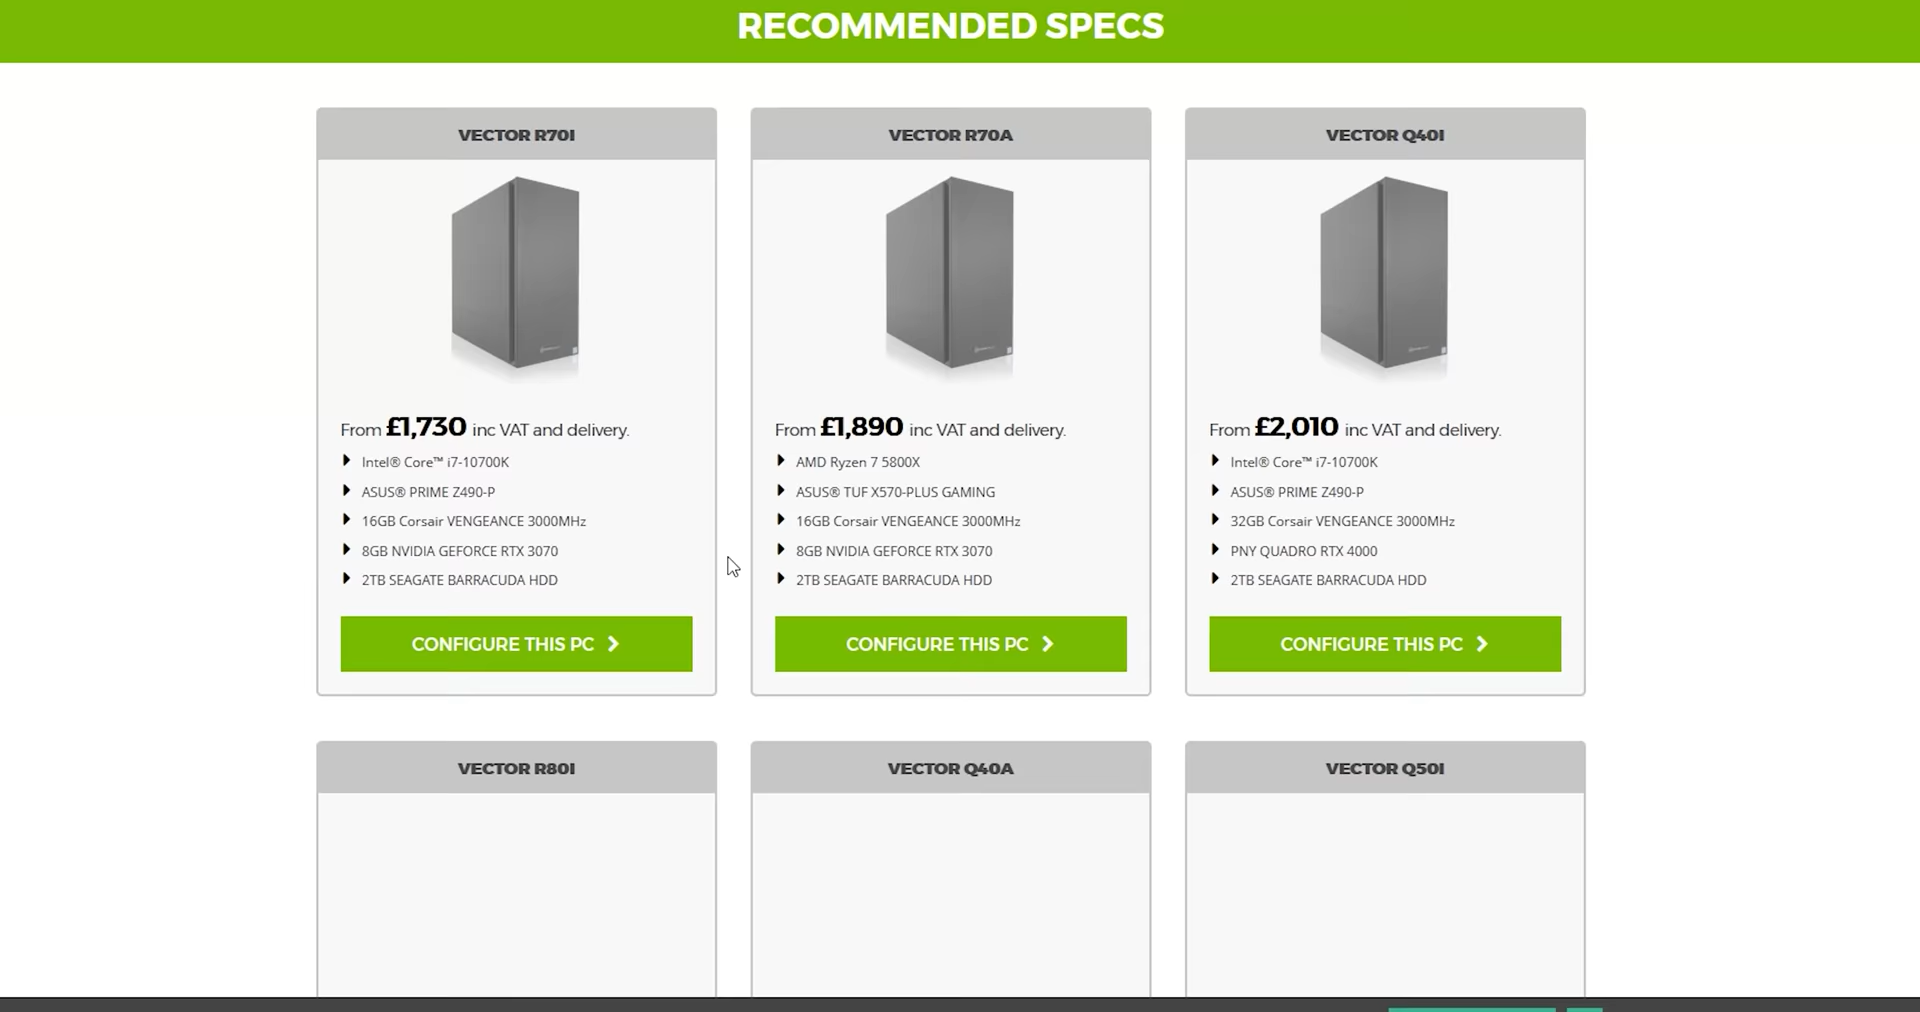 RECOMMENDED SPECS
VECTOR R70I
From £1,730 inc VAT and delivery.
Intel® Core™ i7-10700K
ASUS® PRIME Z490-P
16GB Corsair VENGEANCE 3000MHz
8GB NVIDIA GEFORCE RTX 3070
2TB SEAGATE BARRACUDA HDD
CONFIGURE THIS PC
VECTOR R70A
From £1,890 inc VAT and delivery.
AMD Ryzen 7 5800X
ASUS® TUF X570-PLUS GAMING
16GB Corsair VENGEANCE 3000MHz
8GB NVIDIA GEFORCE RTX 3070
2TB SEAGATE BARRACUDA HDD
CONFIGURE THIS PC
VECTOR Q40I
From £2,010 inc VAT and delivery.
Intel® Core™ i7-10700K
ASUS® PRIME Z490-P
32GB Corsair VENGEANCE 3000MHz
PNY QUADRO RTX 4000
2TB SEAGATE BARRACUDA HDD
CONFIGURE THIS PC
VECTOR R80I
VECTOR Q40A
VECTOR Q50I